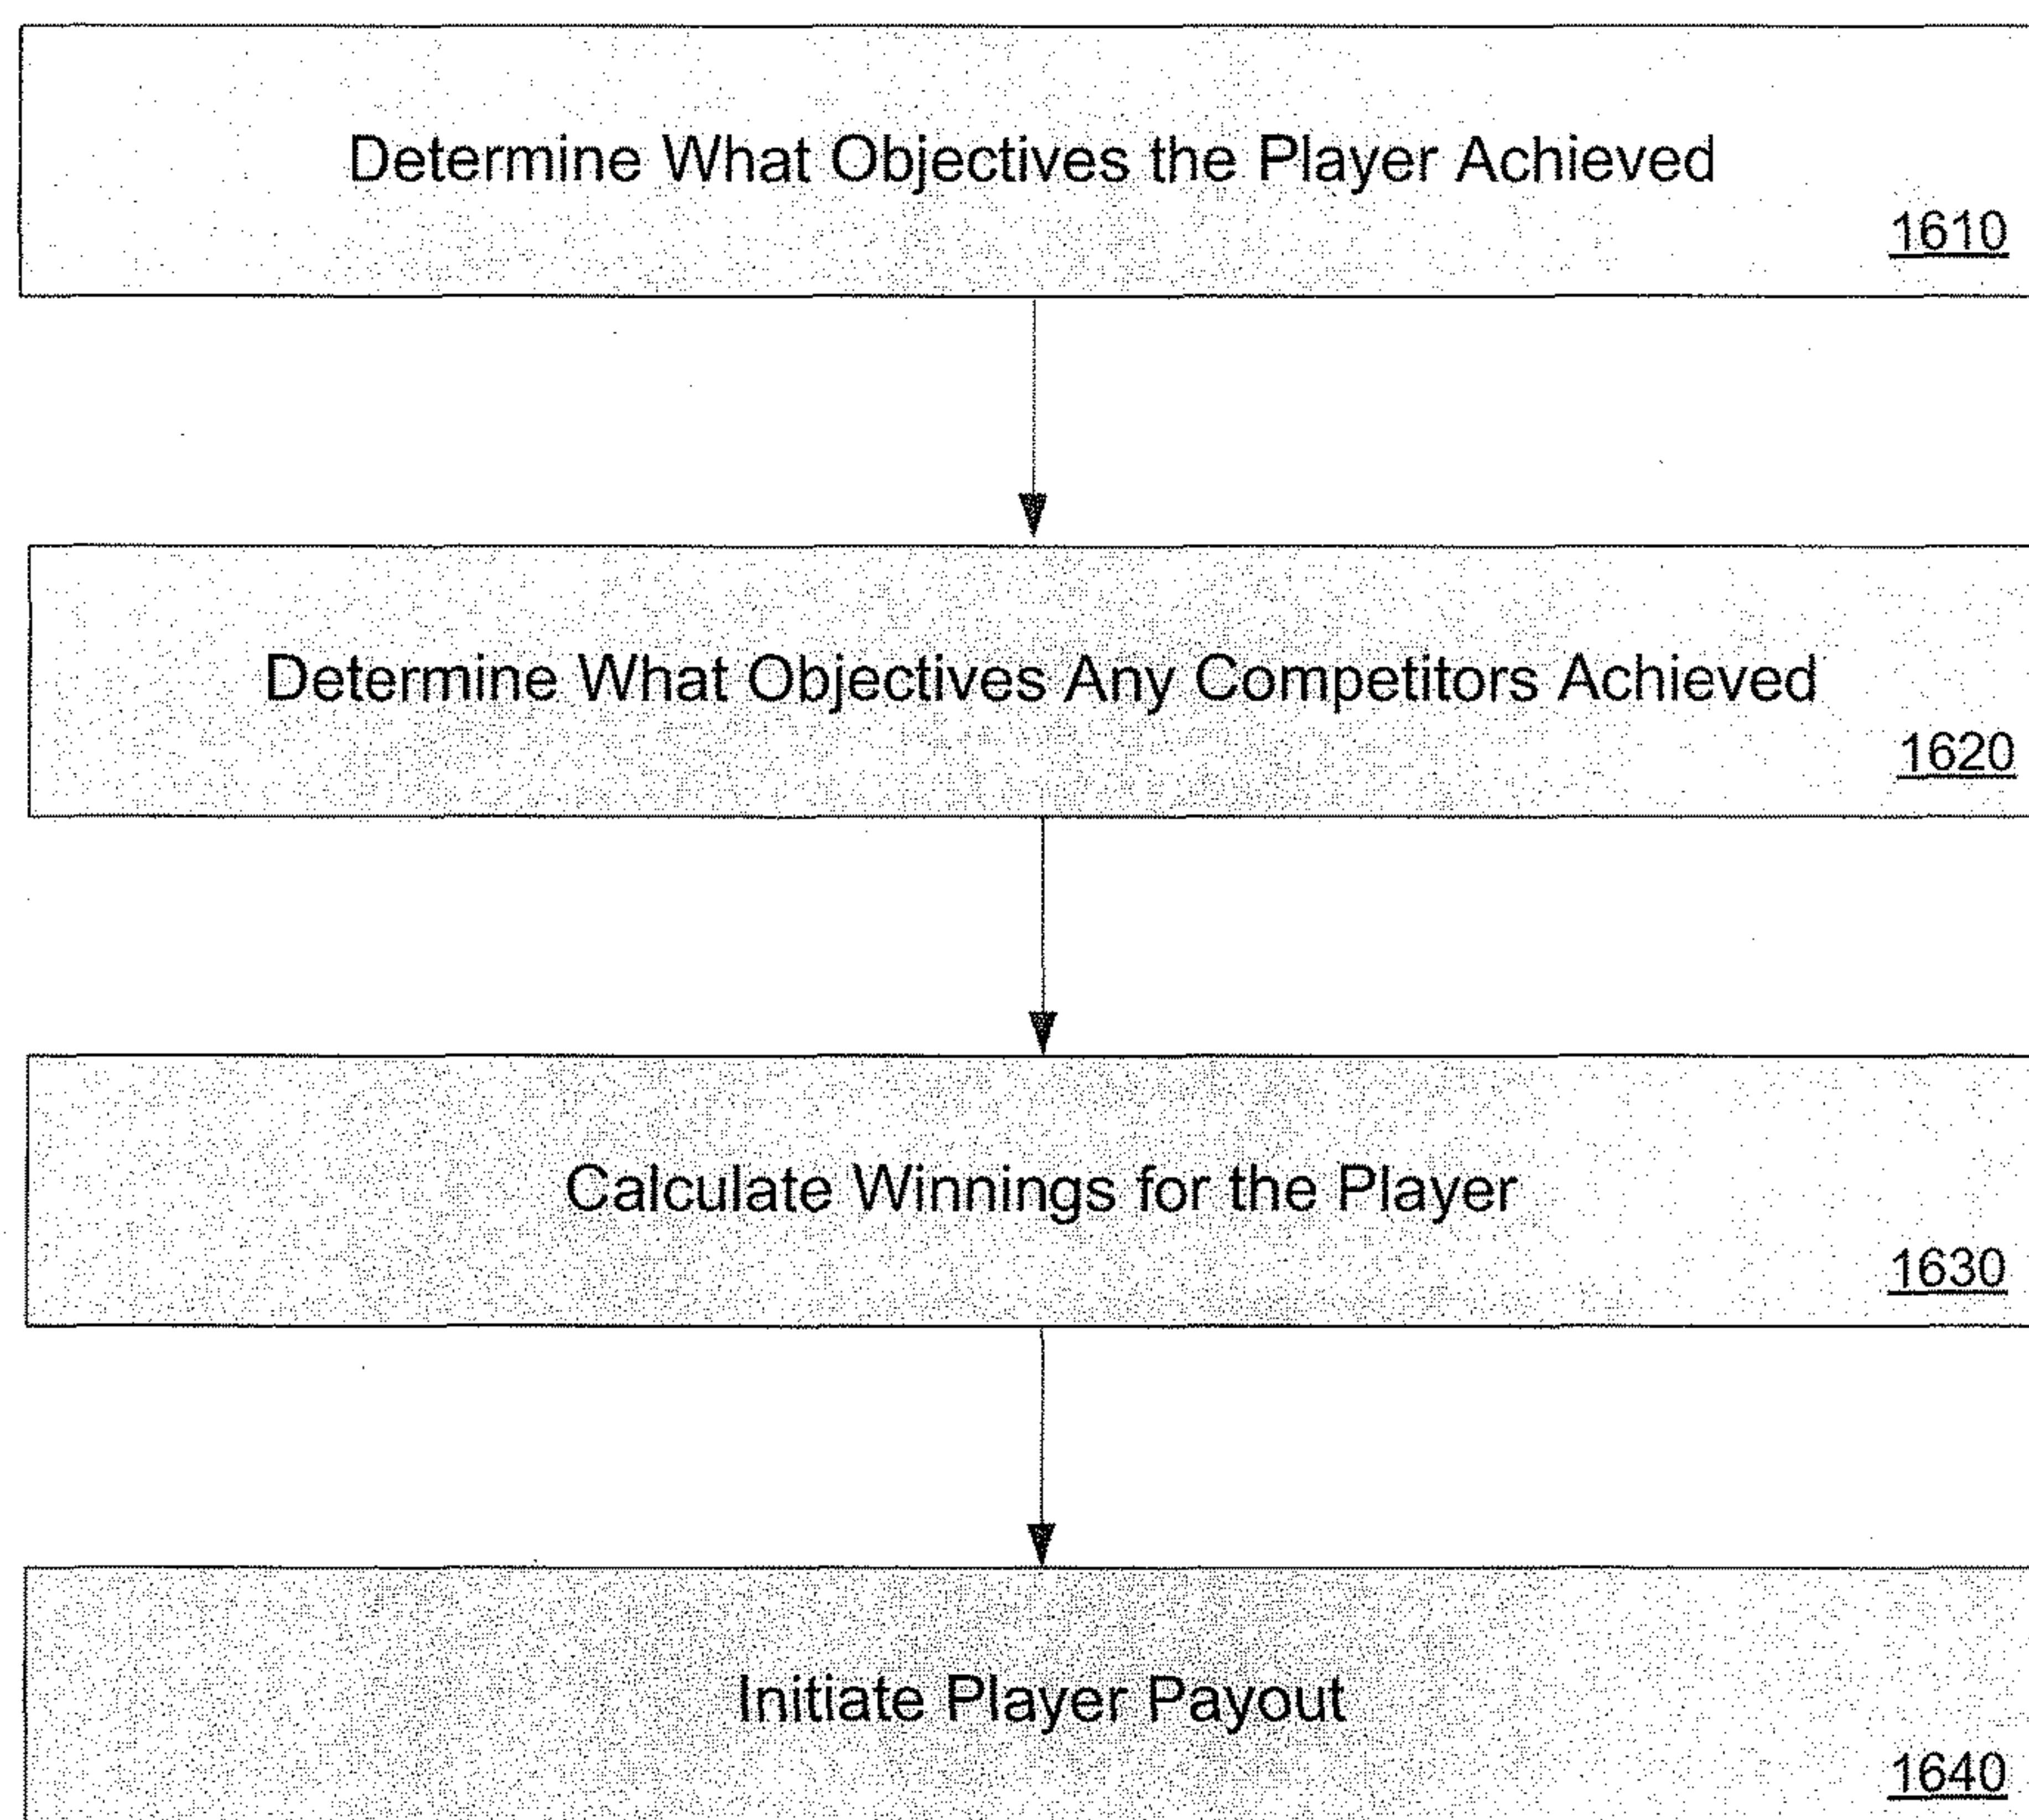 Determine What Objectives the Player Achieved
1610
Determine What Objectives Any Competitors Achieved
1620
Calculate Winnings for the Player
1630
Initiate Player Payout
1640